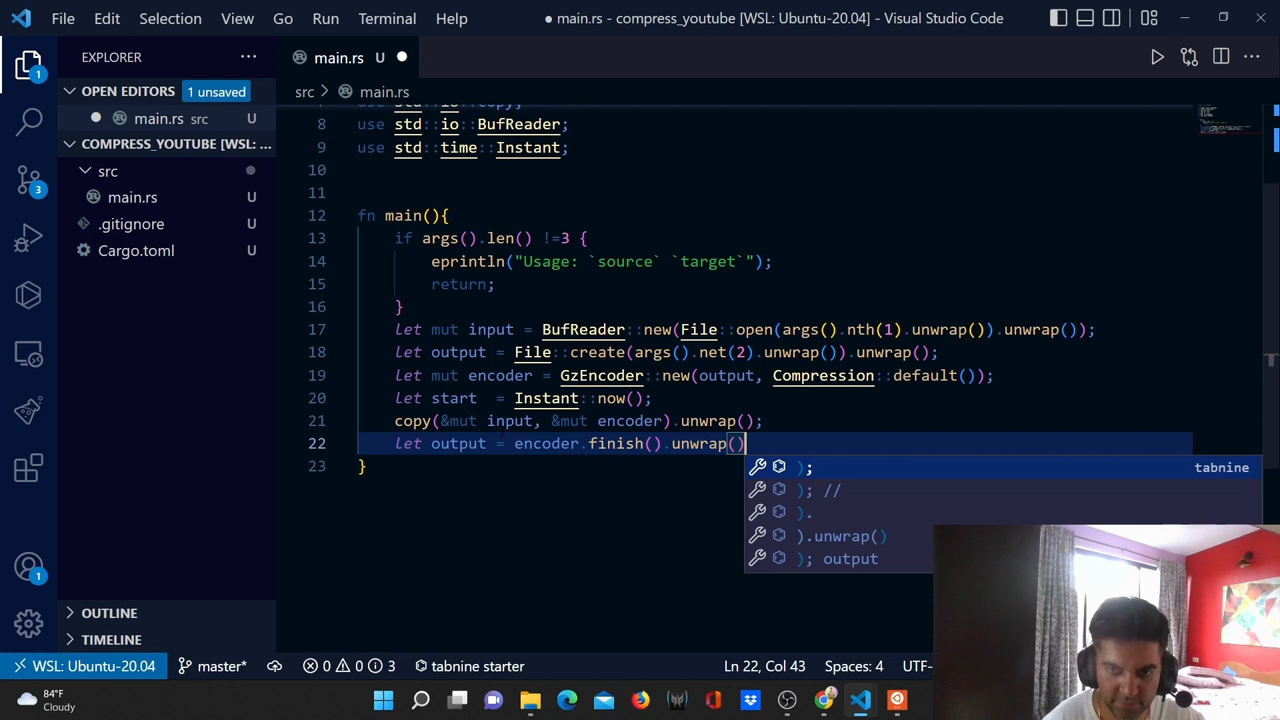 File Edit Selection View Go Run Terminal Help
● main.rs - compress_youtube [WSL: Ubuntu-20.04] - Visual Studio Code
EXPLORER
main.rs U
OPEN EDITORS 1 unsaved
src > main.rs
main.rs src U
COMPRESS_YOUTUBE [WSL: ...
src
main.rs U
.gitignore U
Cargo.toml U
8 use std::io::BufReader;
9 use std::time::Instant;
10
11
12 fn main(){
13 if args().len() !=3 {
14 eprintln("Usage: `source` `target`");
15 return;
16 }
17 let mut input = BufReader::new(File::open(args().nth(1).unwrap()).unwrap());
18 let output = File::create(args().net(2).unwrap()).unwrap();
19 let mut encoder = GzEncoder::new(output, Compression::default());
20 let start  = Instant::now();
21 copy(&mut input, &mut encoder).unwrap();
22 let output = encoder.finish().unwrap()
23 }
); tabnine
); //
).
).unwrap()
); output
OUTLINE
TIMELINE
WSL: Ubuntu-20.04 master* 0 0 3 tabnine starter Ln 22, Col 43 Spaces: 4 UTF-
84°F
Cloudy